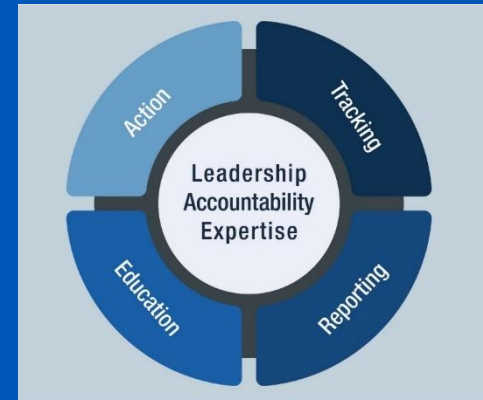 Action
Tracking
Leadership
Accountability
Expertise
Education
Reporting